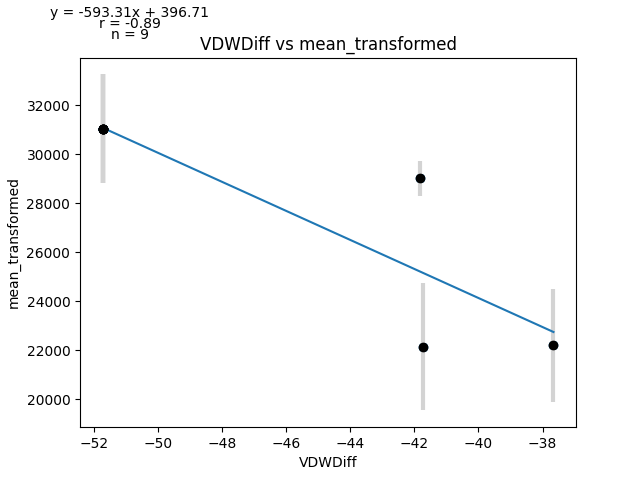 y = -593.31x + 396.71
r = -0.89
n = 9
VDWDiff vs mean_transformed
mean_transformed
32000
30000
28000
26000
24000
22000
20000
−52
−50
−48
−46
−44
−42
−40
−38
VDWDiff